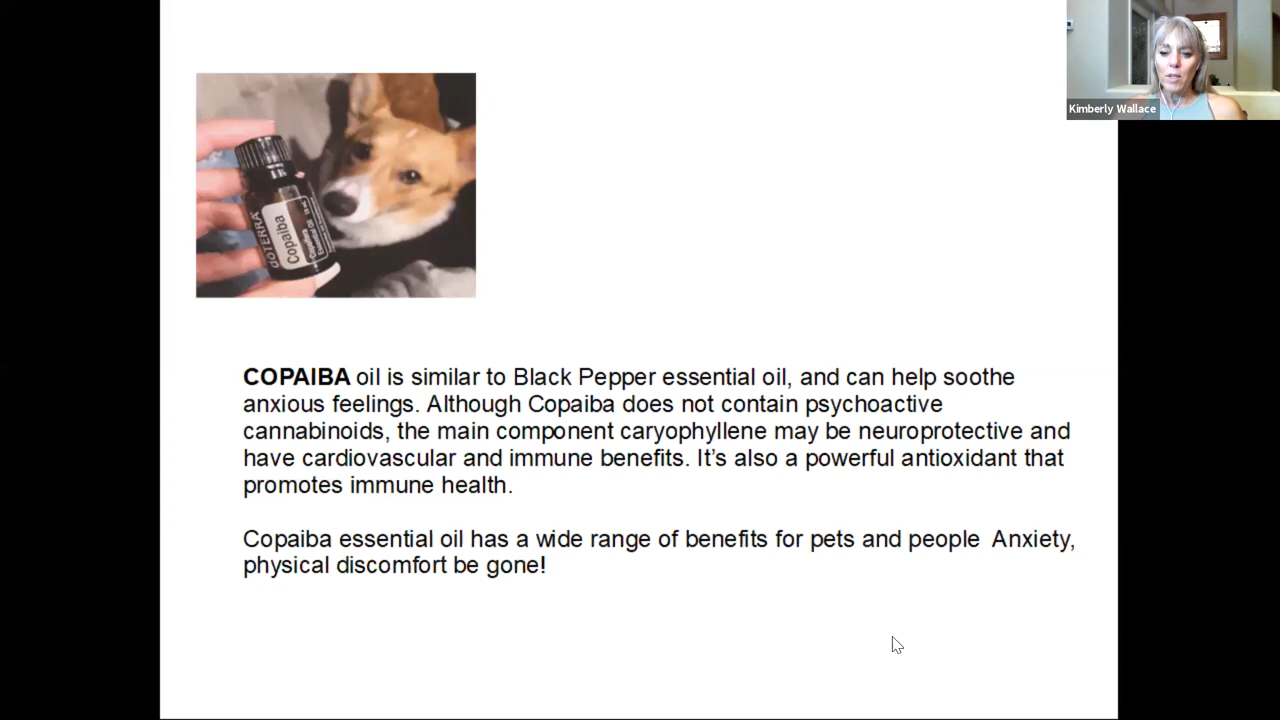 Kimberly Wallace
dōTERRA
Copaiba
COPAIBA oil is similar to Black Pepper essential oil, and can help soothe
anxious feelings. Although Copaiba does not contain psychoactive
cannabinoids, the main component caryophyllene may be neuroprotective and
have cardiovascular and immune benefits. It’s also a powerful antioxidant that
promotes immune health.
Copaiba essential oil has a wide range of benefits for pets and people  Anxiety,
physical discomfort be gone!